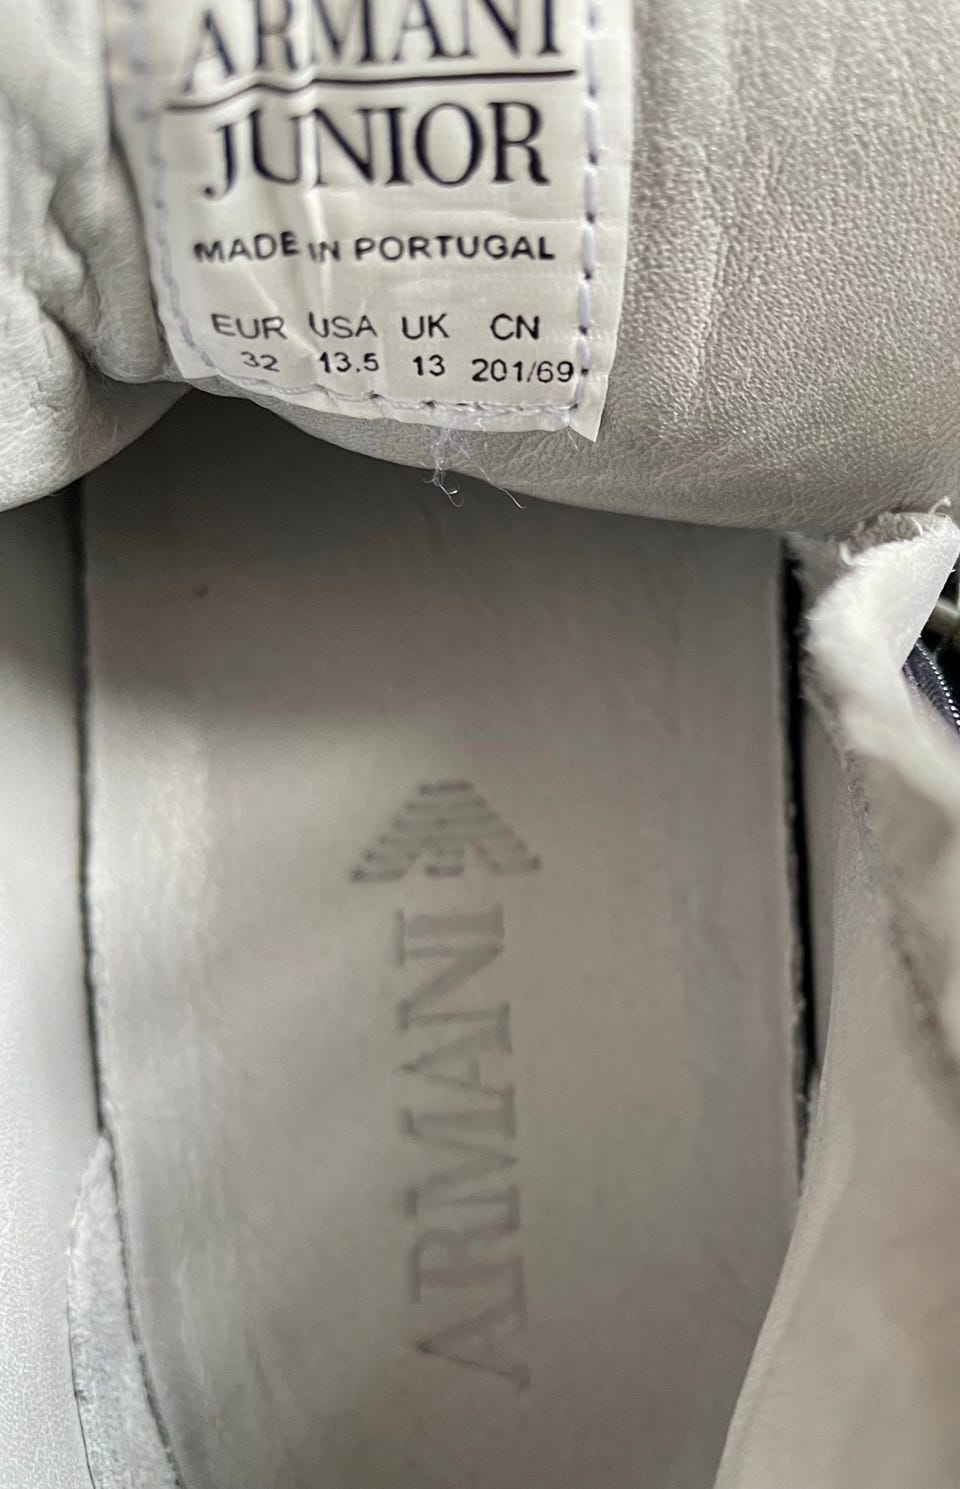 ARMANI
JUNIOR
MADE IN PORTUGAL
EUR USA UK CN
32 13.5 13 201/69
ARMANI